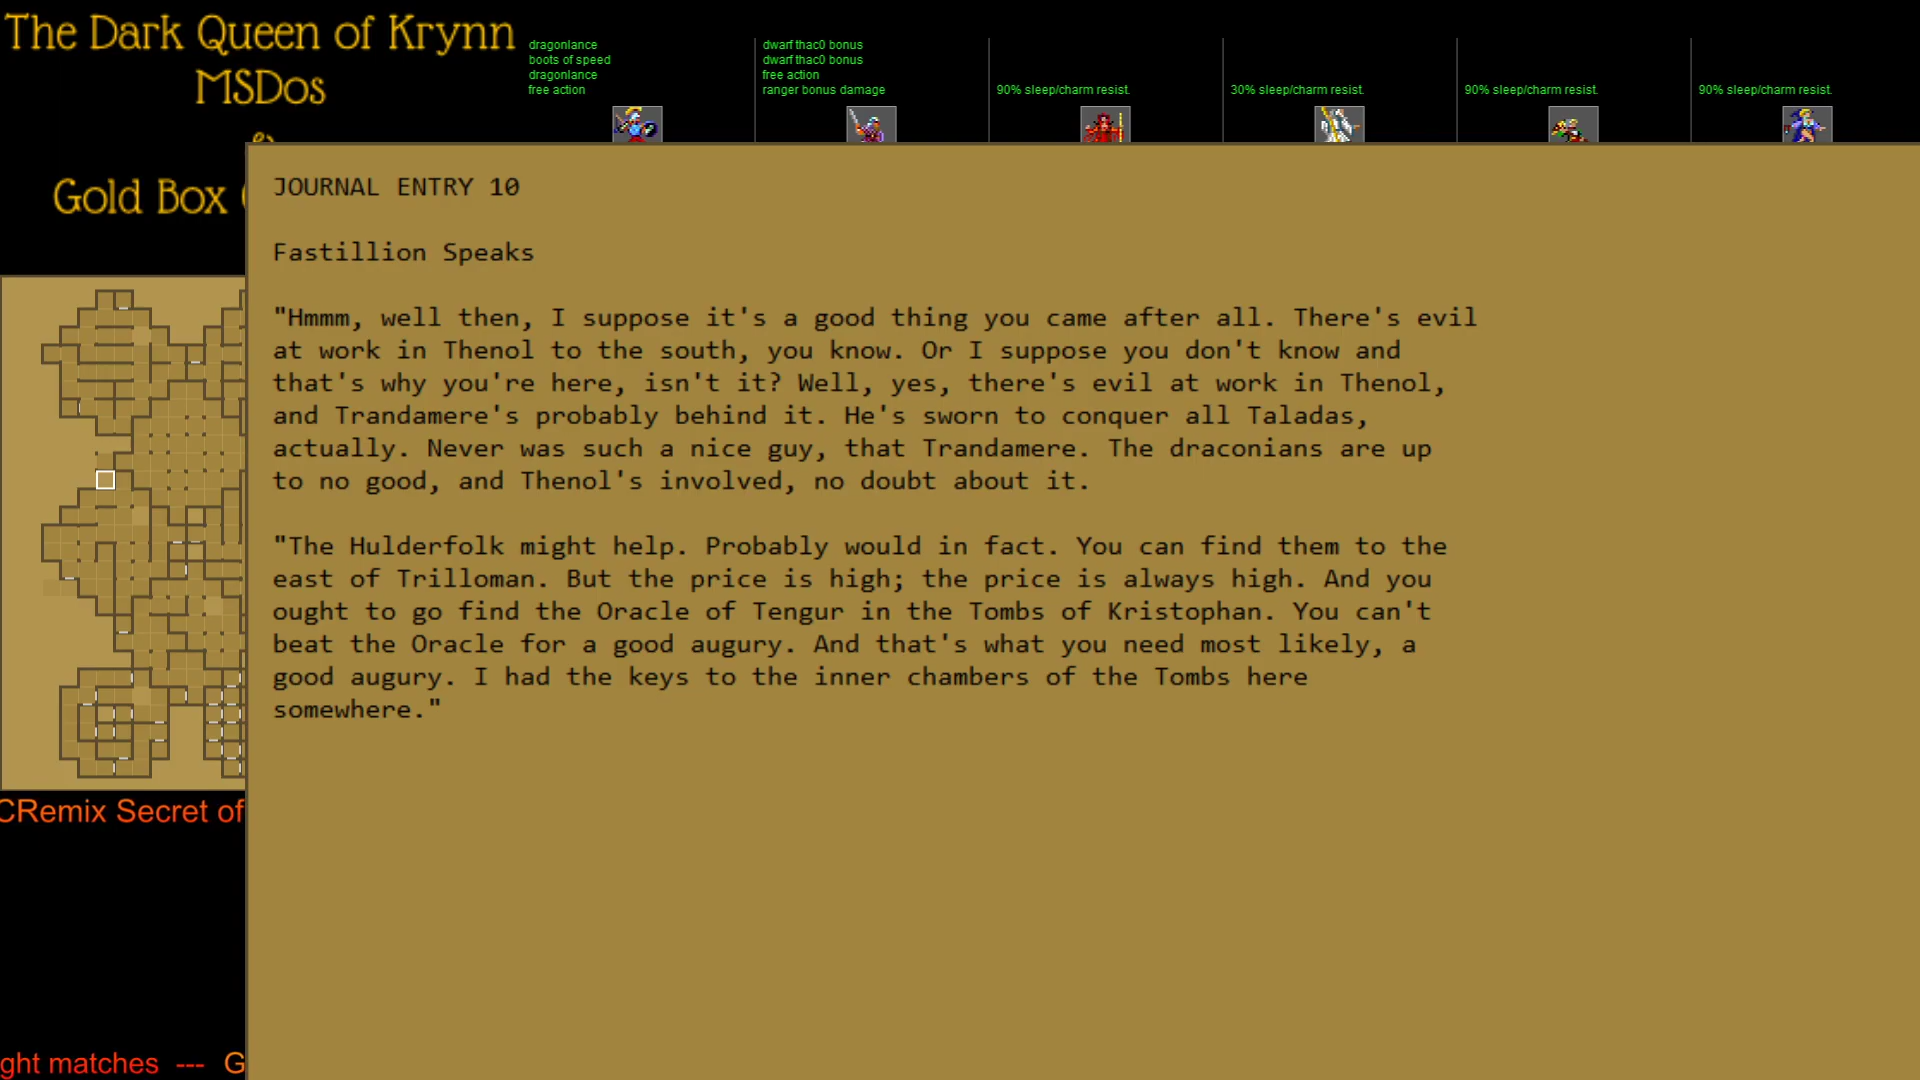 The Dark Queen of Krynn
MSDos
Gold Box
dragonlance
boots of speed
dragonlance
free action
dwarf thac0 bonus
dwarf thac0 bonus
free action
ranger bonus damage
90% sleep/charm resist.
30% sleep/charm resist.
90% sleep/charm resist.
90% sleep/charm resist.
JOURNAL ENTRY 10
Fastillion Speaks
"Hmmm, well then, I suppose it's a good thing you came after all. There's evil
at work in Thenol to the south, you know. Or I suppose you don't know and
that's why you're here, isn't it? Well, yes, there's evil at work in Thenol,
and Trandamere's probably behind it. He's sworn to conquer all Taladas,
actually. Never was such a nice guy, that Trandamere. The draconians are up
to no good, and Thenol's involved, no doubt about it.
"The Hulderfolk might help. Probably would in fact. You can find them to the
east of Trilloman. But the price is high; the price is always high. And you
ought to go find the Oracle of Tengur in the Tombs of Kristophan. You can't
beat the Oracle for a good augury. And that's what you need most likely, a
good augury. I had the keys to the inner chambers of the Tombs here
somewhere."
CRemix Secret of
ght matches --- G